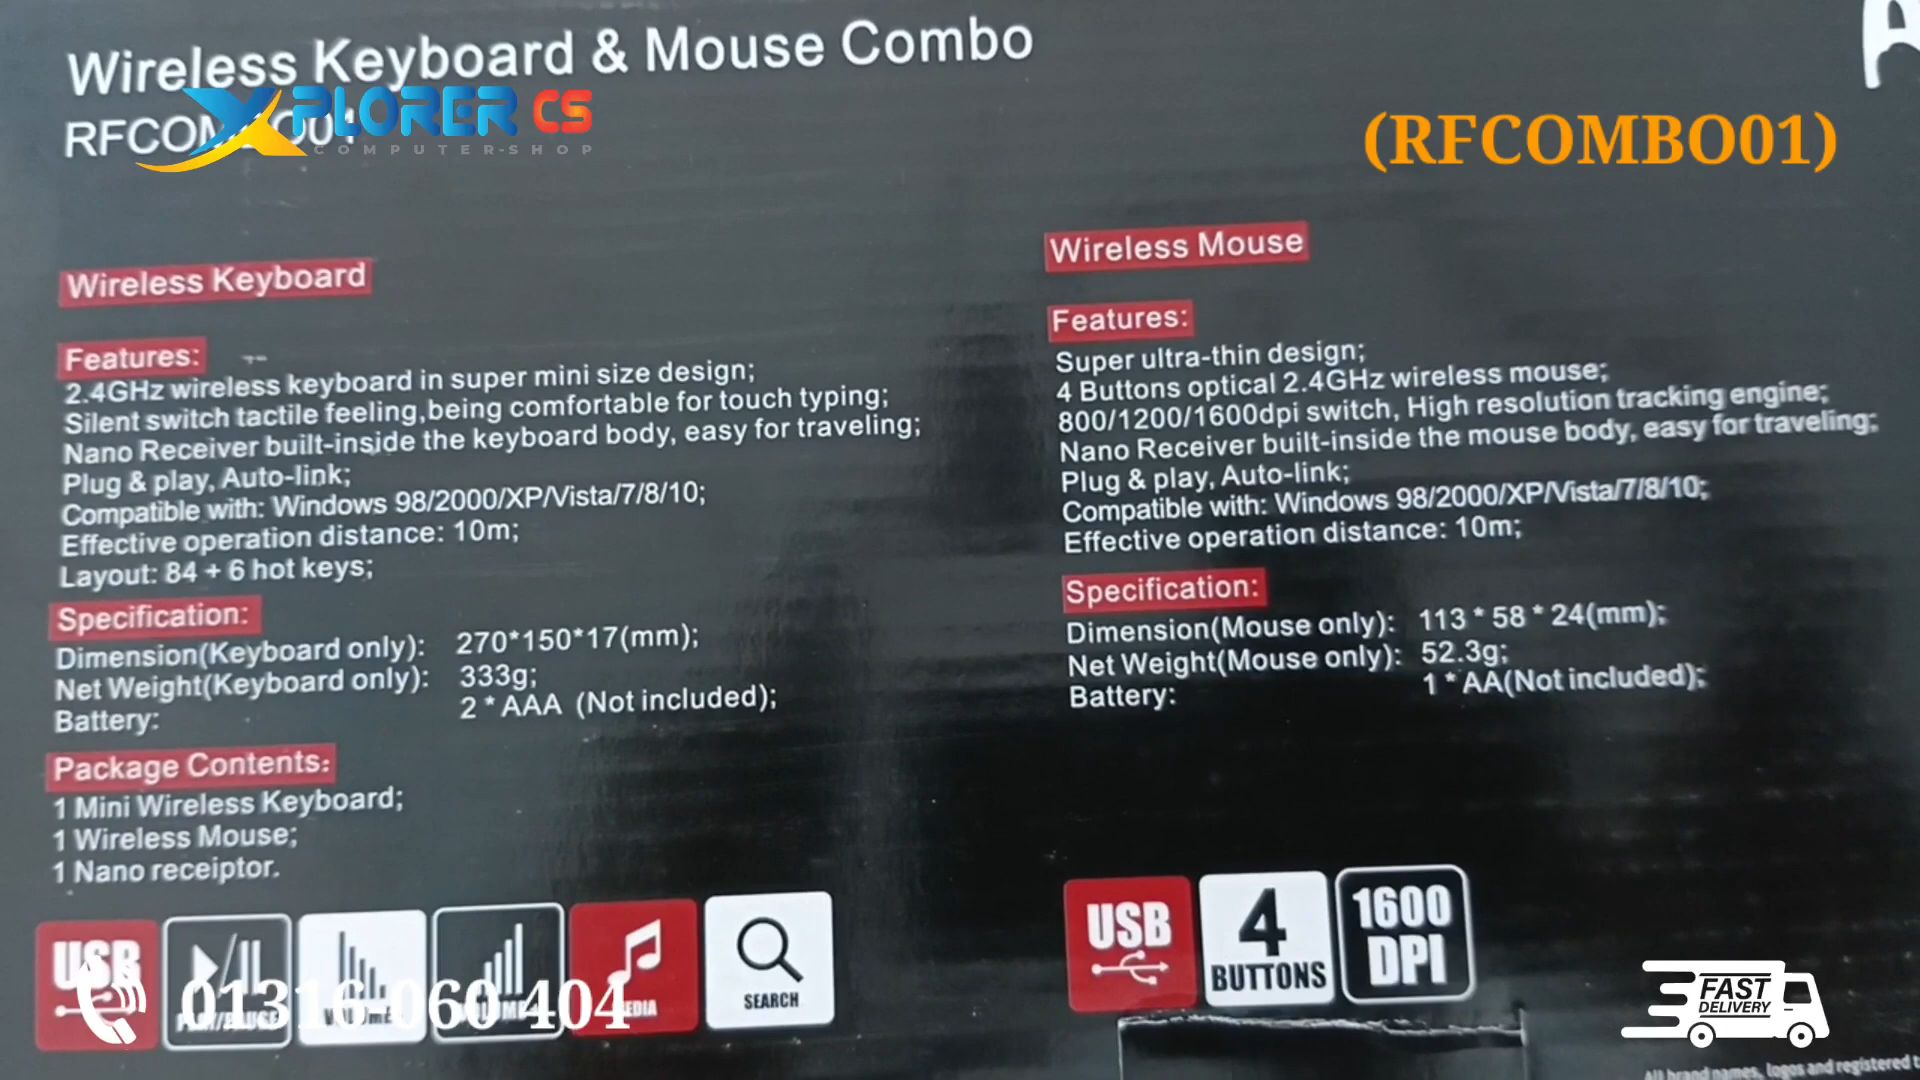 Wireless Keyboard & Mouse Combo
XPLORER CS
COMPUTER-SHOP
(RFCOMBO01)
Wireless Keyboard
Features:
2.4GHz wireless keyboard in super mini size design;
Silent switch tactile feeling,being comfortable for touch typing;
Nano Receiver built-inside the keyboard body, easy for traveling;
Plug & play, Auto-link;
Compatible with: Windows 98/2000/XP/Vista/7/8/10;
Effective operation distance: 10m;
Layout: 84 + 6 hot keys;
Specification:
Dimension(Keyboard only): 270*150*17(mm);
Net Weight(Keyboard only): 333g;
Battery: 2 * AAA (Not included);
Package Contents:
1 Mini Wireless Keyboard;
1 Wireless Mouse;
1 Nano receiptor.
USB
SEARCH
01316-060-404
Wireless Mouse
Features:
Super ultra-thin design;
4 Buttons optical 2.4GHz wireless mouse;
800/1200/1600dpi switch, High resolution tracking engine;
Nano Receiver built-inside the mouse body, easy for traveling;
Plug & play, Auto-link;
Compatible with: Windows 98/2000/XP/Vista/7/8/10;
Effective operation distance: 10m;
Specification:
Dimension(Mouse only): 113 * 58 * 24(mm);
Net Weight(Mouse only): 52.3g;
Battery: 1 * AA(Not included);
USB
4
BUTTONS
1600
DPI
FAST
DELIVERY
All brand names, logos and registered